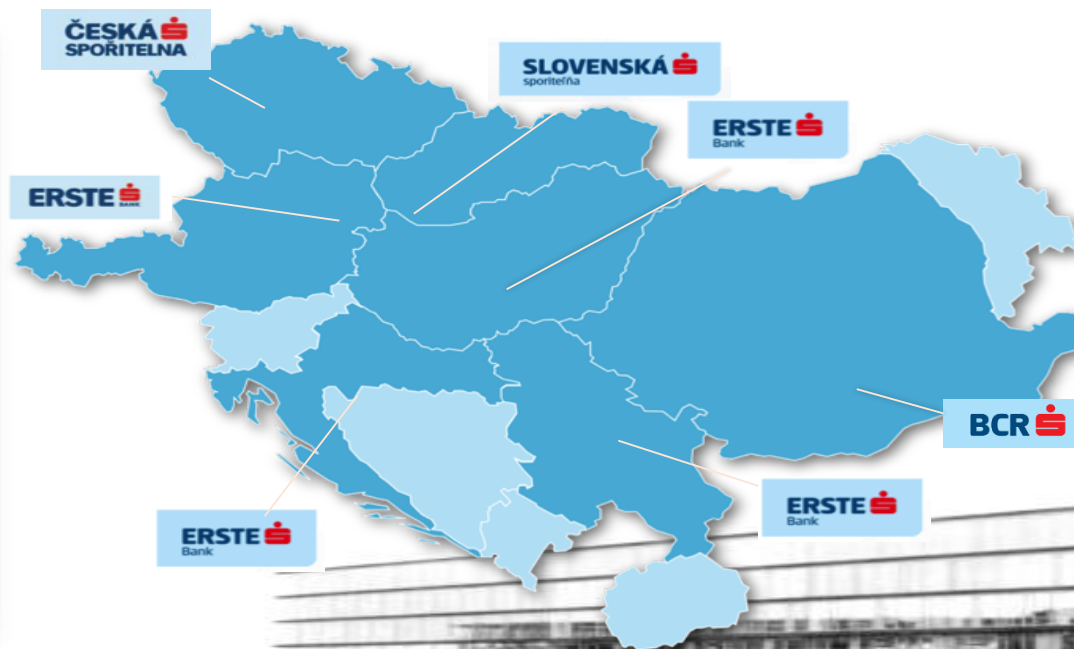 ČESKÁ
SPOŘITELNA
SLOVENSKÁ
sporiteľňa
ERSTE
Bank
ERSTE
BANK
BCR
ERSTE
Bank
ERSTE
Bank